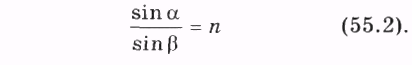 sin α / sin β = n (55.2).